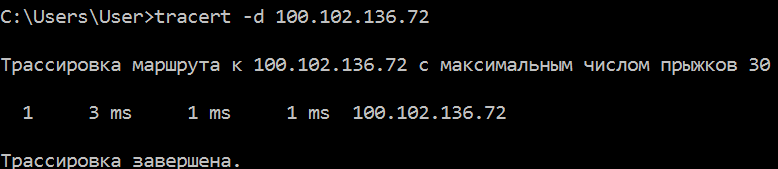 C:\Users\User>tracert -d 100.102.136.72
Трассировка маршрута к 100.102.136.72 с максимальным числом прыжков 30
1 3 ms 1 ms 1 ms 100.102.136.72
Трассировка завершена.